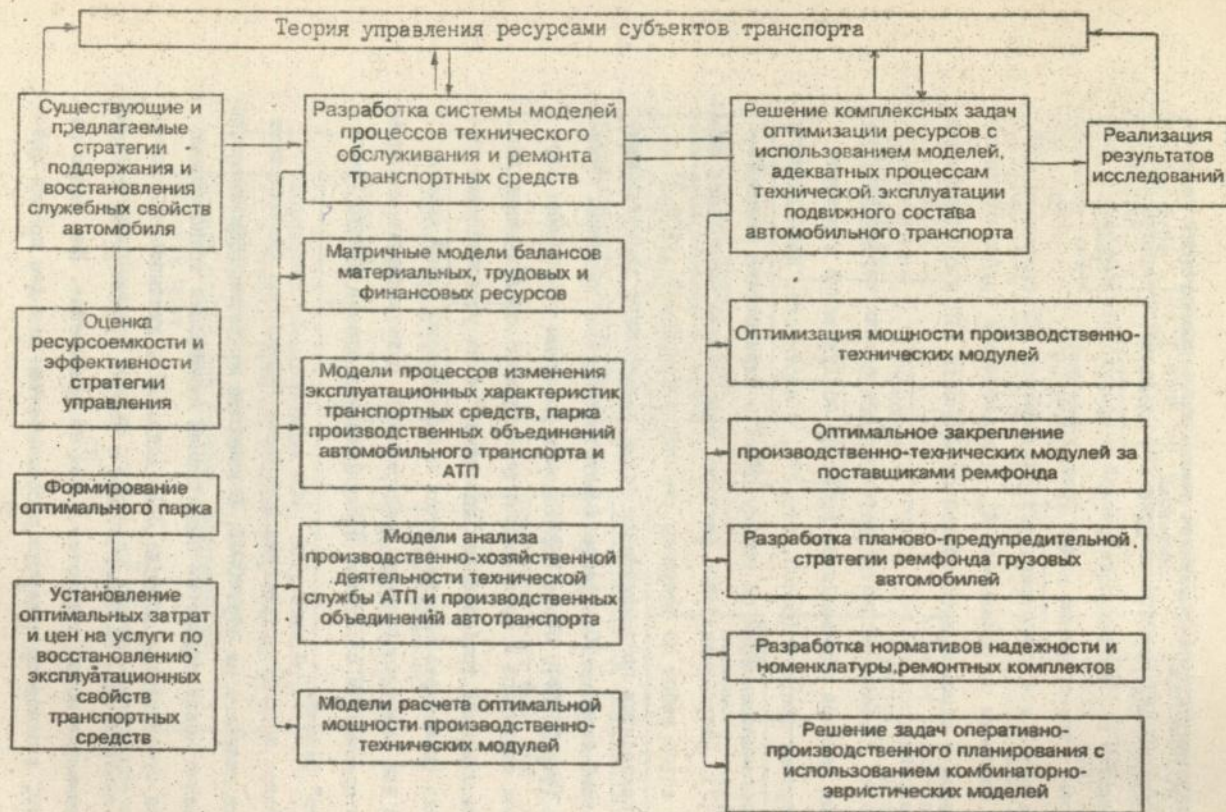 Теория управления ресурсами субъектов транспорта
Существующие и
предлагаемые
стратегии
поддержания и
восстановления
служебных свойств
автомобиля
Оценка
ресурсоемкости и
эффективности
стратегии
управления
Формирование
оптимального парка
Установление
оптимальных затрат
и цен на услуги по
восстановлению
эксплуатационных
свойств
транспортных
средств
Разработка системы моделей
процессов технического
обслуживания и ремонта
транспортных средств
Матричные модели балансов
материальных, трудовых и
финансовых ресурсов
Модели процессов изменения
эксплуатационных характеристик
транспортных средств, парка
производственных объединений
автомобильного транспорта и
АТП
Модели анализа
производственно-хозяйственной
деятельности технической
службы АТП и производственных
объединений автотранспорта
Модели расчета оптимальной
мощности производственно-
технических модулей
Решение комплексных задач
оптимизации ресурсов с
использованием моделей,
адекватных процессам
технической эксплуатации
подвижного состава
автомобильного транспорта
Оптимизация мощности производственно-
технических модулей
Оптимальное закрепление
производственно-технических модулей за
поставщиками ремфонда
Разработка планово-предупредительной
стратегии ремфонда грузовых
автомобилей
Разработка нормативов надежности и
номенклатуры ремонтных комплектов
Решение задач оперативно-
производственного планирования с
использованием комбинаторно-
эвристических моделей
Реализация
результатов
исследований